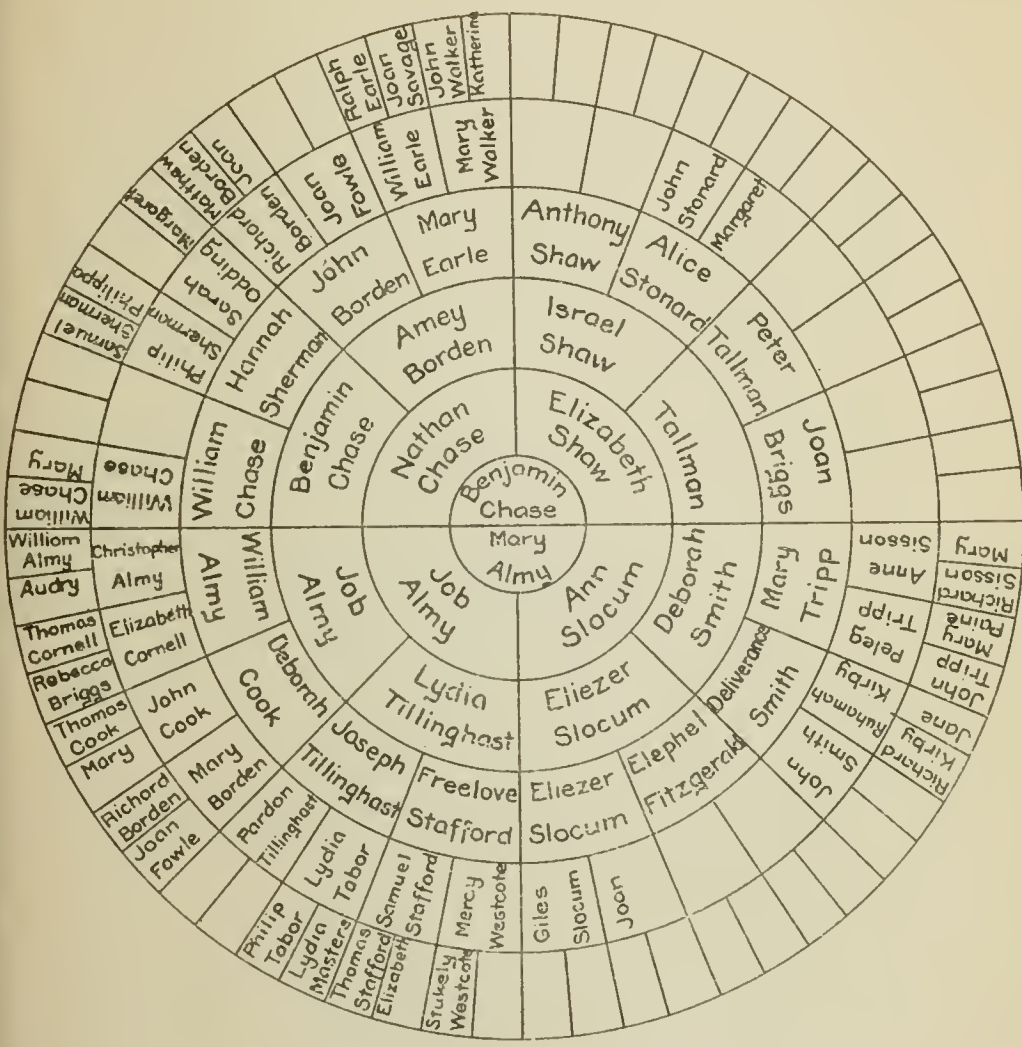 Benjamin
Chase
Mary
Almy
Nathan
Chase
Elizabeth
Shaw
Job
Almy
Ann
Slocum
Benjamin
Chase
Amey
Borden
Israel
Shaw
Tallman
Deborah
Smith
Eliezer
Slocum
Lydia
Tillinghast
Job
Almy
William
Chase
Hannah
Sherman
John
Borden
Mary
Earle
Anthony
Shaw
Alice
Stonard
Peter
Tallman
Joan
Briggs
Mary
Tripp
Deliverance
Smith
Elephel
Fitzgerald
Eliezer
Slocum
Freelove
Stafford
Joseph
Tillinghast
Deborah
Cook
William
Almy
William
Chase
Philip
Sherman
Sarah
Odding
Richard
Borden
Joan
Fowle
William
Earle
Mary
Walker
John
Stonard
Margaret
Anne
Sisson
Peleg
Tripp
Ruhamah
Kirby
John
Smith
Joan
Giles
Slocum
Mercy
Westcote
Samuel
Stafford
Lydia
Tabor
Pardon
Tillinghast
Mary
Borden
John
Cook
Elizabeth
Cornell
Christopher
Almy
William
Chase
Mary
Samuel
Sherman
Philippa
Margaret
Matthew
Borden
Joan
Ralph
Earle
Joan
Savage
John
Walker
Katherine
Mary
Richard
Sisson
Mary
Paine
John
Tripp
Jane
Richard
Kirby
Stukely
Westcote
Elizabeth
Thomas
Stafford
Lydia
Masters
Philip
Tabor
Joan
Fowle
Richard
Borden
Mary
Thomas
Cook
Rebecca
Briggs
Thomas
Cornell
Audry
William
Almy